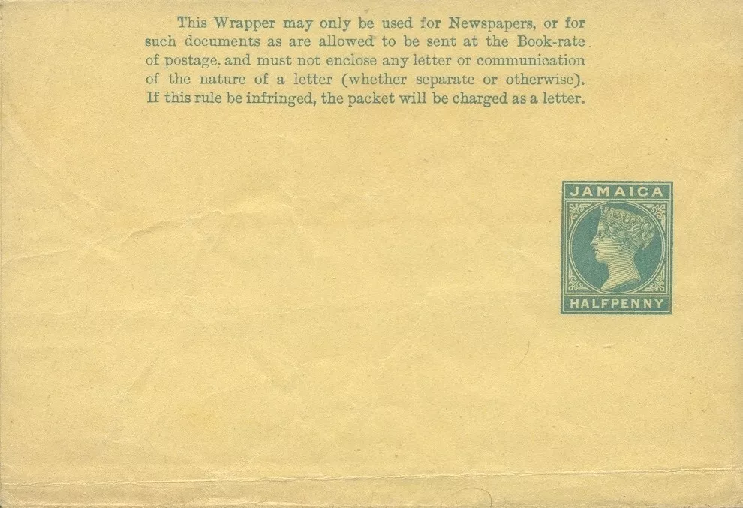 This Wrapper may only be used for Newspapers, or for
such documents as are allowed to be sent at the Book-rate
of postage, and must not enclose any letter or communication
of the nature of a letter (whether separate or otherwise).
If this rule be infringed, the packet will be charged as a letter.
JAMAICA
HALFPENNY